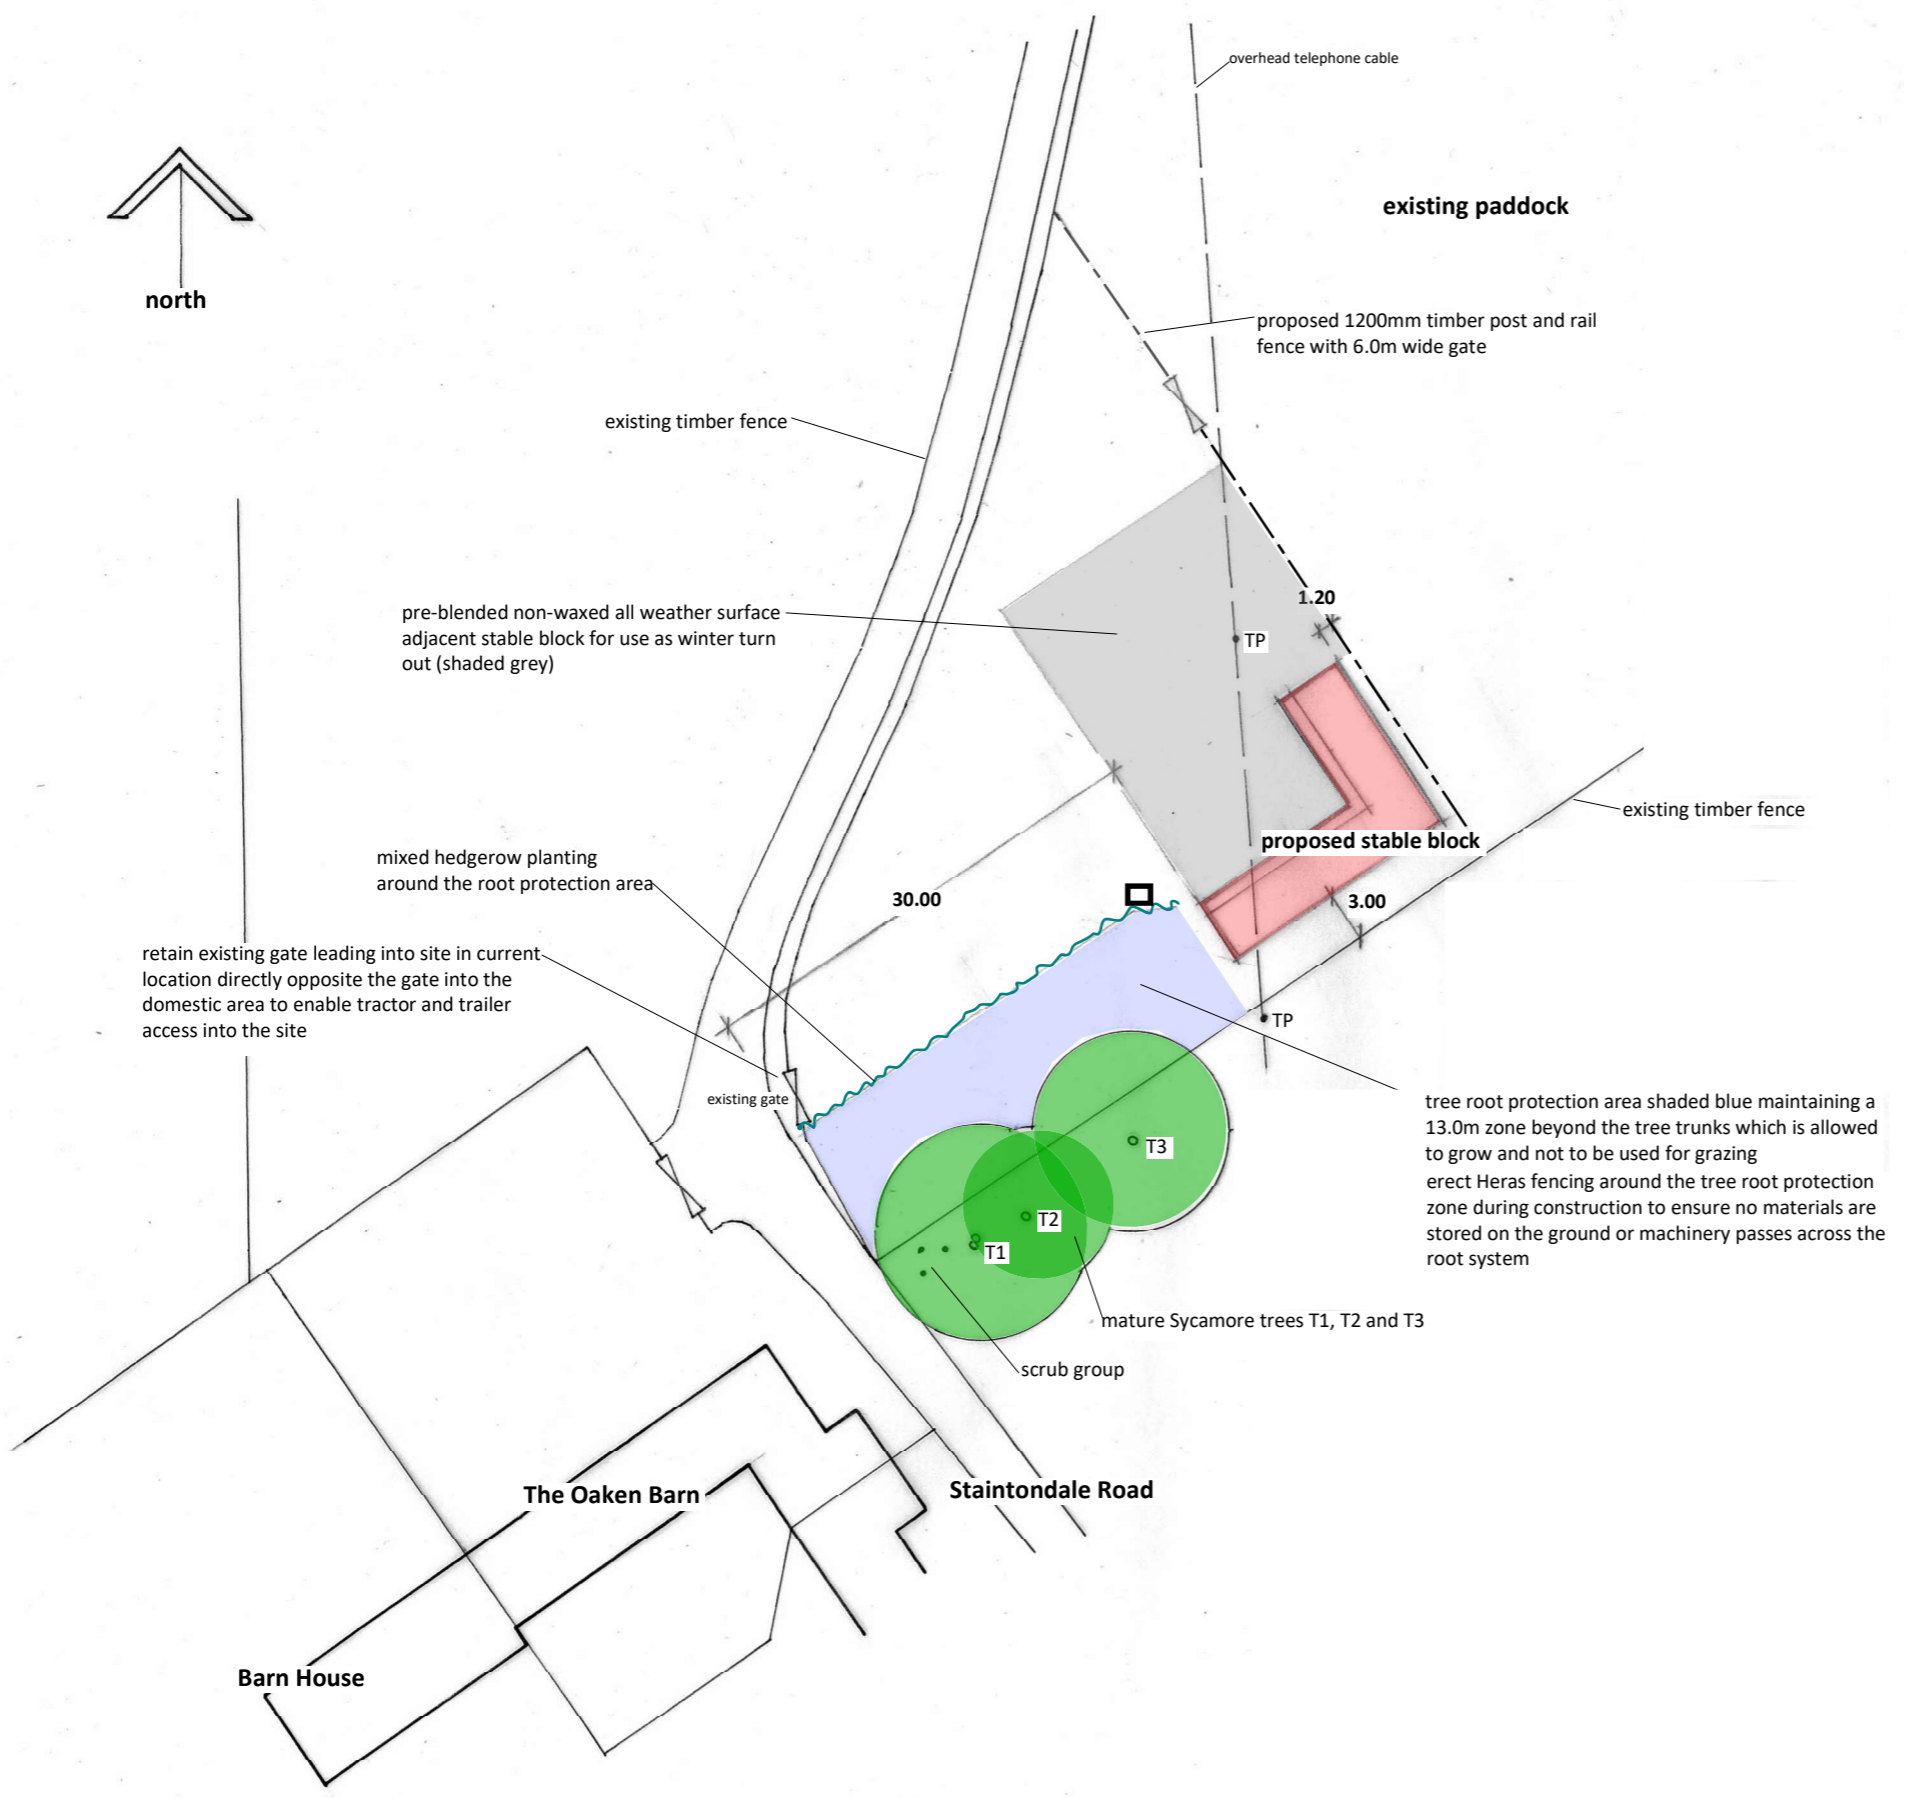 overhead telephone cable
existing paddock
north
proposed 1200mm timber post and rail
fence with 6.0m wide gate
existing timber fence
1.20
pre-blended non-waxed all weather surface
adjacent stable block for use as winter turn
out (shaded grey)
TP
existing timber fence
proposed stable block
mixed hedgerow planting
around the root protection area
30.00
3.00
retain existing gate leading into site in current
location directly opposite the gate into the
domestic area to enable tractor and trailer
access into the site
TP
existing gate
tree root protection area shaded blue maintaining a
13.0m zone beyond the tree trunks which is allowed
to grow and not to be used for grazing
erect Heras fencing around the tree root protection
zone during construction to ensure no materials are
stored on the ground or machinery passes across the
root system
T3
T2
T1
mature Sycamore trees T1, T2 and T3
scrub group
The Oaken Barn
Staintondale Road
Barn House